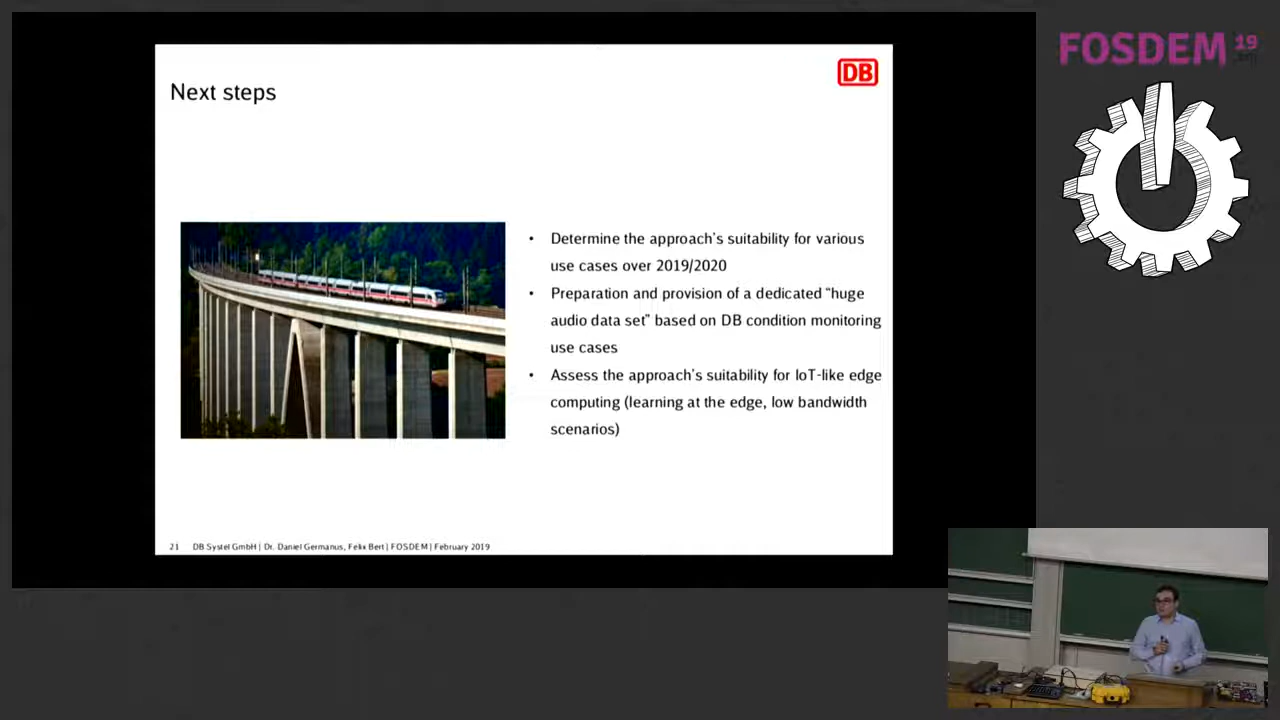 FOSDEM 19
.org
DB
Next steps
• Determine the approach's suitability for various
use cases over 2019/2020
• Preparation and provision of a dedicated “huge
audio data set” based on DB condition monitoring
use cases
• Assess the approach's suitability for IoT-like edge
computing (learning at the edge, low bandwidth
scenarios)
21 DB Systel GmbH | Dr. Daniel Germanus, Felix Bert | FOSDEM | February 2019